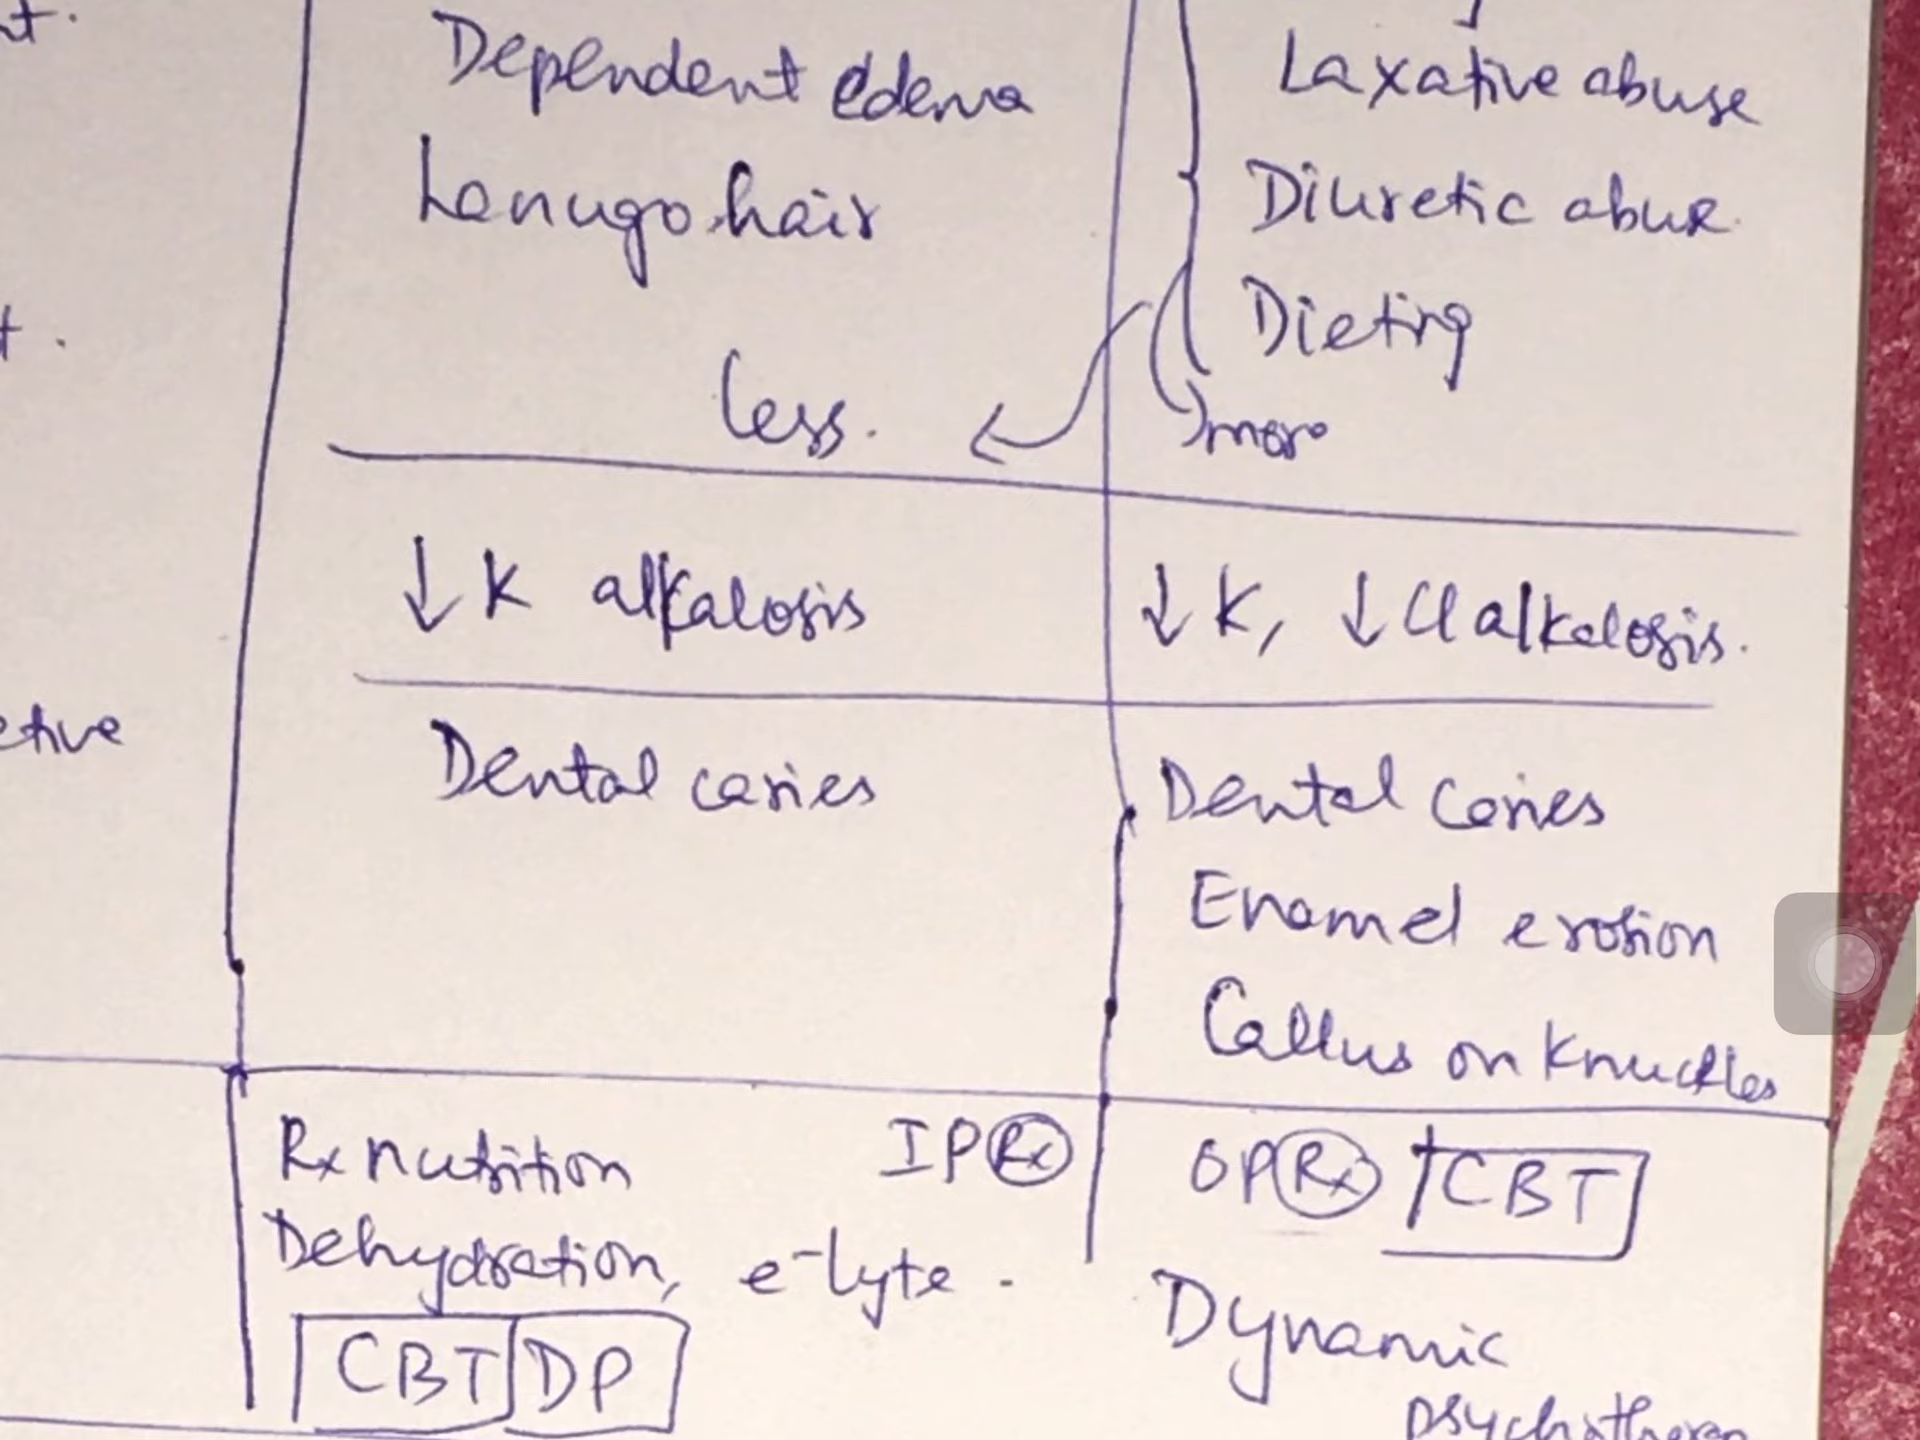 Dependent edema
Lanugo hair
less.
Laxative abuse
Diuretic abuse
Dieting
more
↓ K alkalosis
↓ K, ↓ Cl alkalosis.
Dental caries
Dental caries
Enamel erosion
Callus on knuckles
Rx nutrition IP Rx
Dehydration, e-lyte.
CBT DP
OP Rx CBT
Dynamic